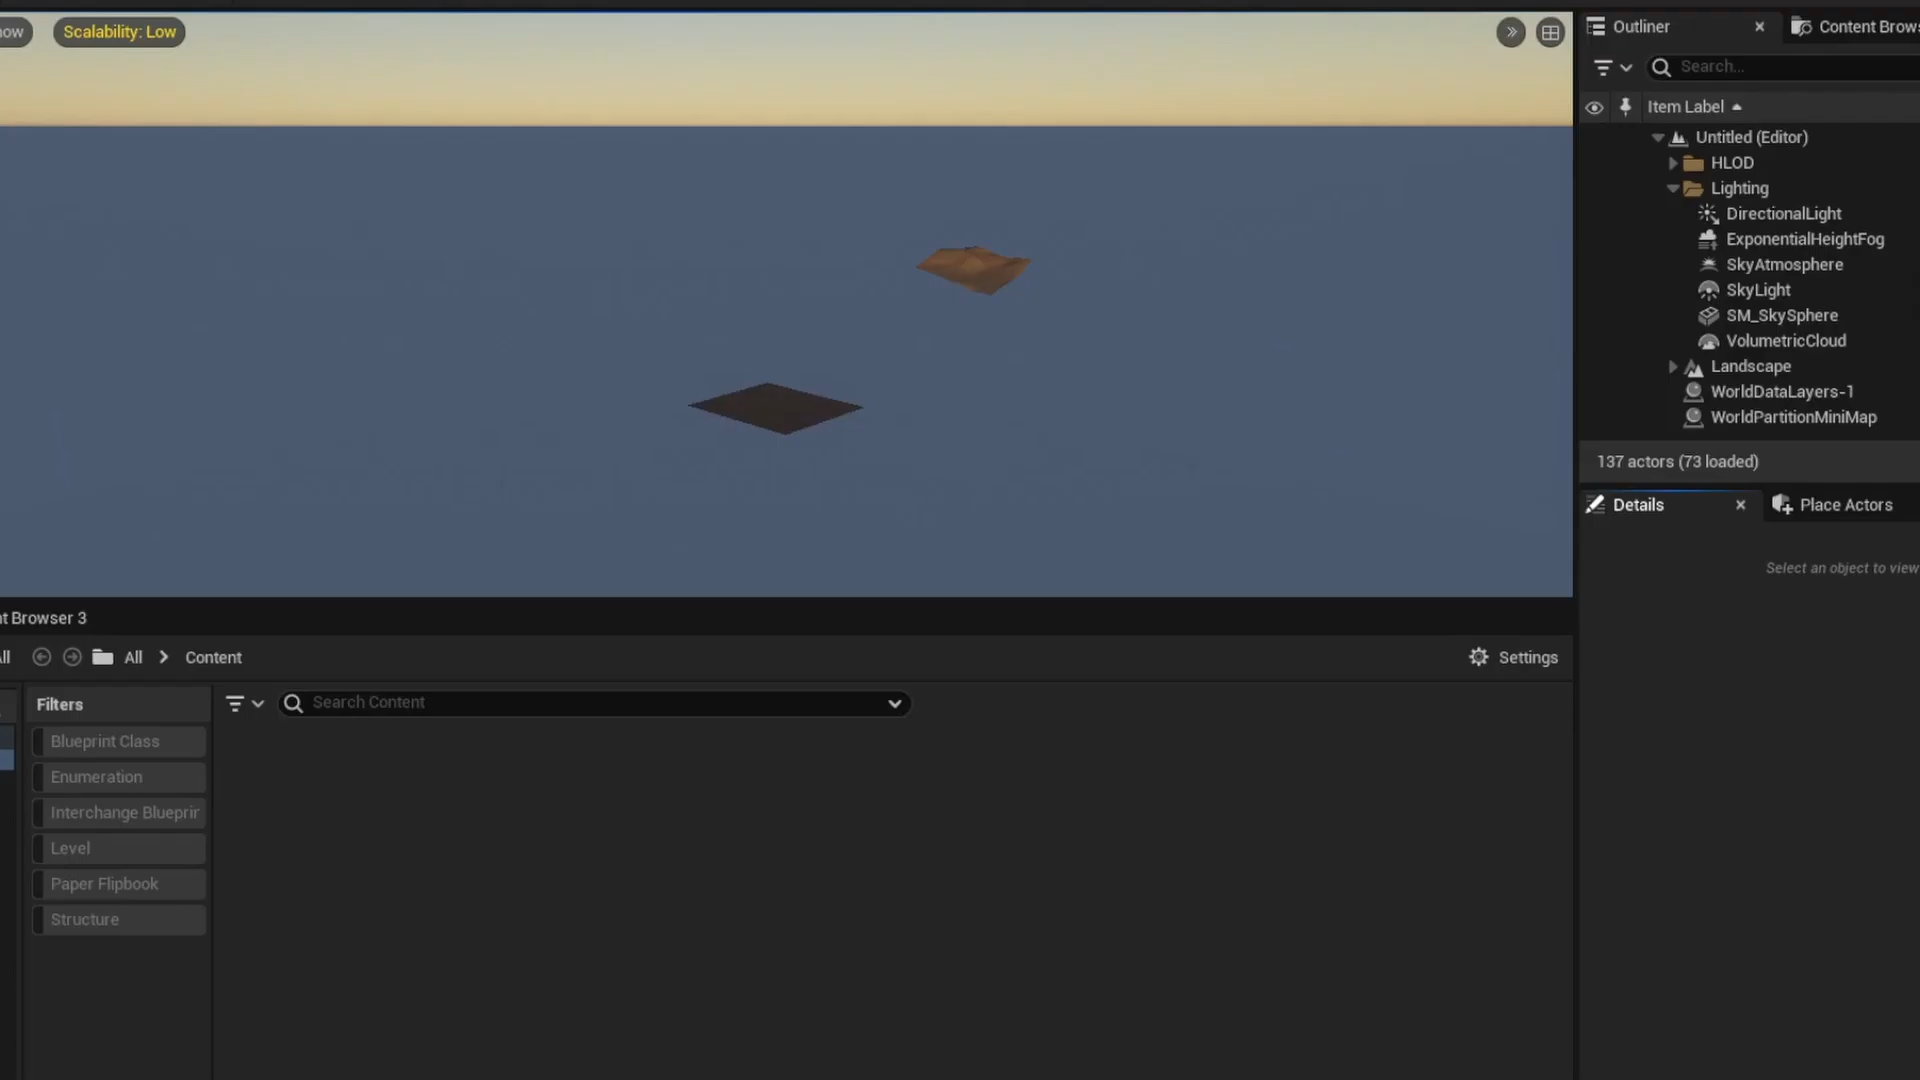 ow
Scalability: Low
Outliner
Content Brows
Search...
Item Label
Untitled (Editor)
HLOD
Lighting
DirectionalLight
ExponentialHeightFog
SkyAtmosphere
SkyLight
SM_SkySphere
VolumetricCloud
Landscape
WorldDataLayers-1
WorldPartitionMiniMap
137 actors (73 loaded)
Details
Place Actors
Select an object to view
nt Browser 3
All
Content
Settings
Filters
Search Content
Blueprint Class
Enumeration
Interchange Blueprin
Level
Paper Flipbook
Structure